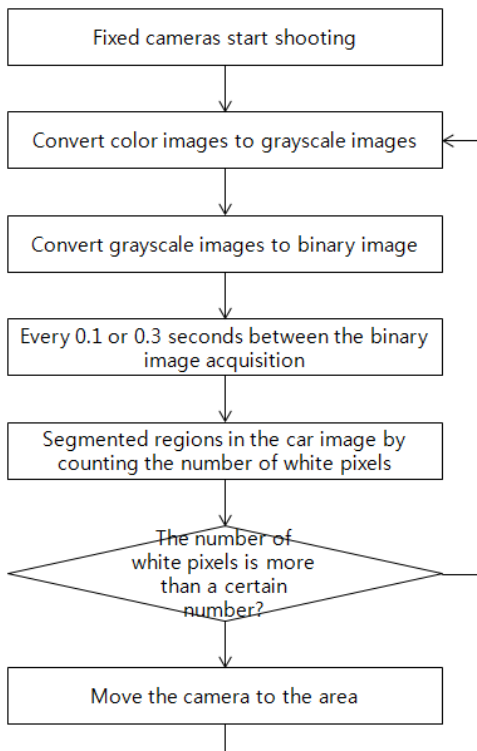 Fixed cameras start shooting
Convert color images to grayscale images
Convert grayscale images to binary image
Every 0.1 or 0.3 seconds between the binary
image acquisition
Segmented regions in the car image by
counting the number of white pixels
The number of
white pixels is more
than a certain
number?
Move the camera to the area